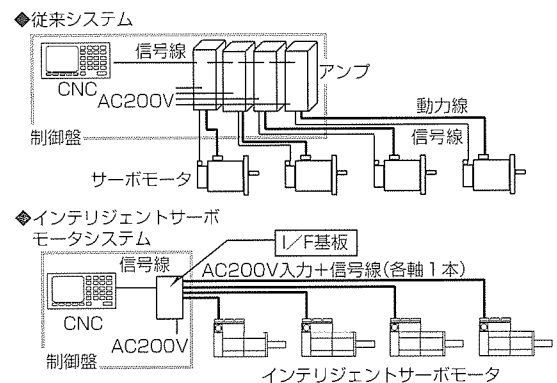 ◆従来システム
信号線
アンプ
CNC
AC200V
動力線
制御盤
信号線
サーボモータ
◆インテリジェントサーボ
モータシステム
I/F基板
信号線
AC200V入力+信号線(各軸1本)
CNC
AC200V
制御盤
インテリジェントサーボモータ